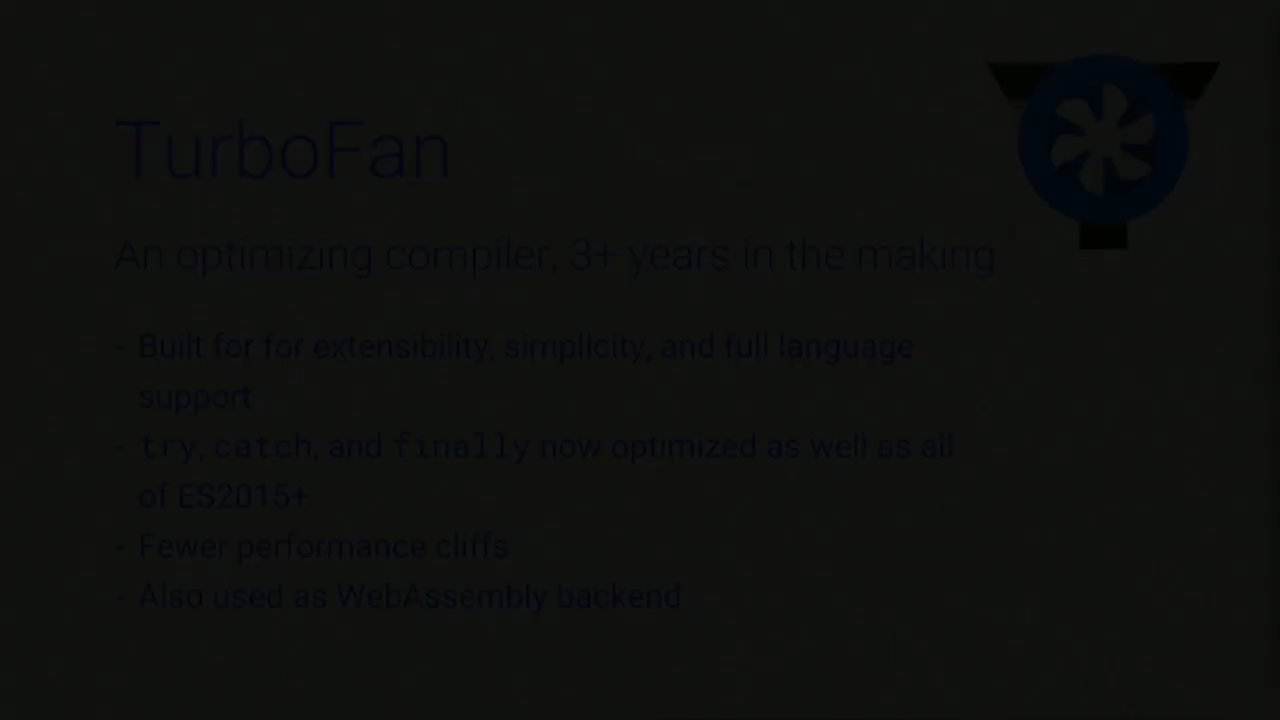 TurboFan
An optimizing compiler, 3+ years in the making
- Built for for extensibility, simplicity, and full language
support
- try, catch, and finally now optimized as well as all
of ES2015+
- Fewer performance cliffs
- Also used as WebAssembly backend